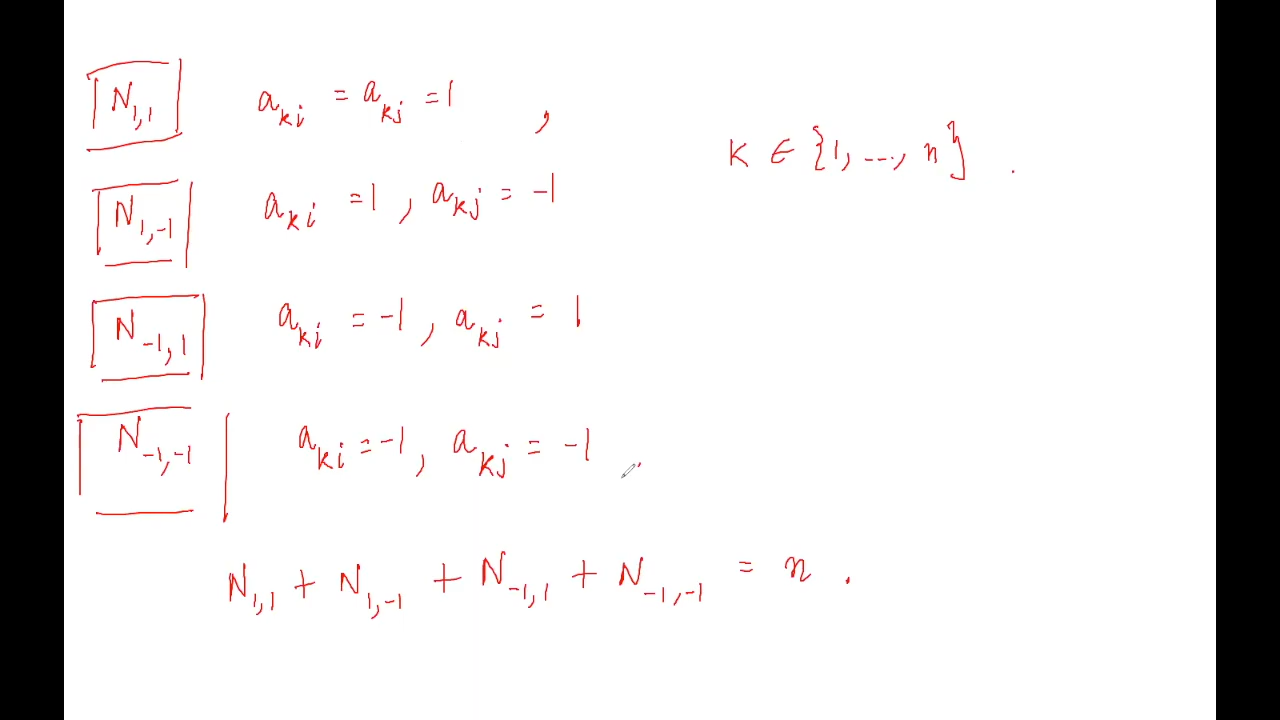 N_{1,1} a_{ki} = a_{kj} = 1 ,
k ∈ {1, ..., n} .
N_{1,-1} a_{ki} = 1 , a_{kj} = -1
N_{-1,1} a_{ki} = -1 , a_{kj} = 1
N_{-1,-1} a_{ki} = -1 , a_{kj} = -1
N_{1,1} + N_{1,-1} + N_{-1,1} + N_{-1,-1} = n .